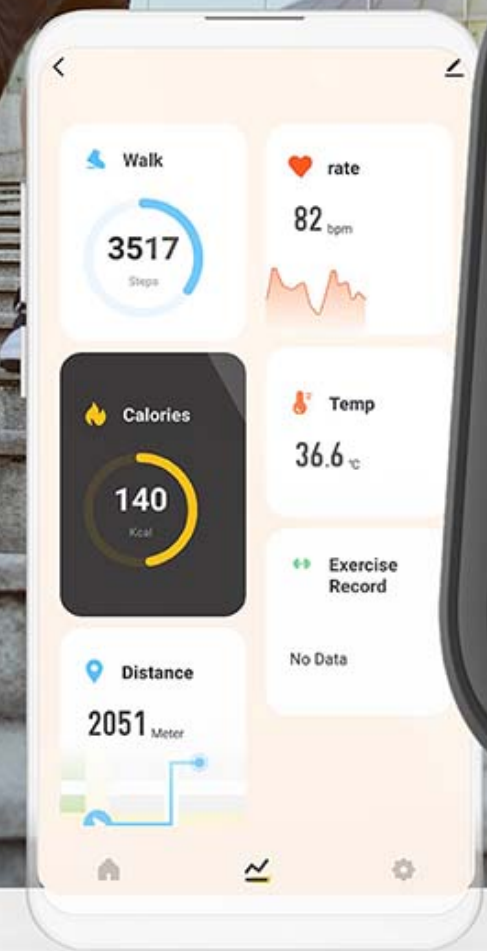 Walk
3517
Steps
rate
82 bpm
Calories
140
Kcal
Temp
36.6 ℃
Exercise
Record
No Data
Distance
2051 Meter